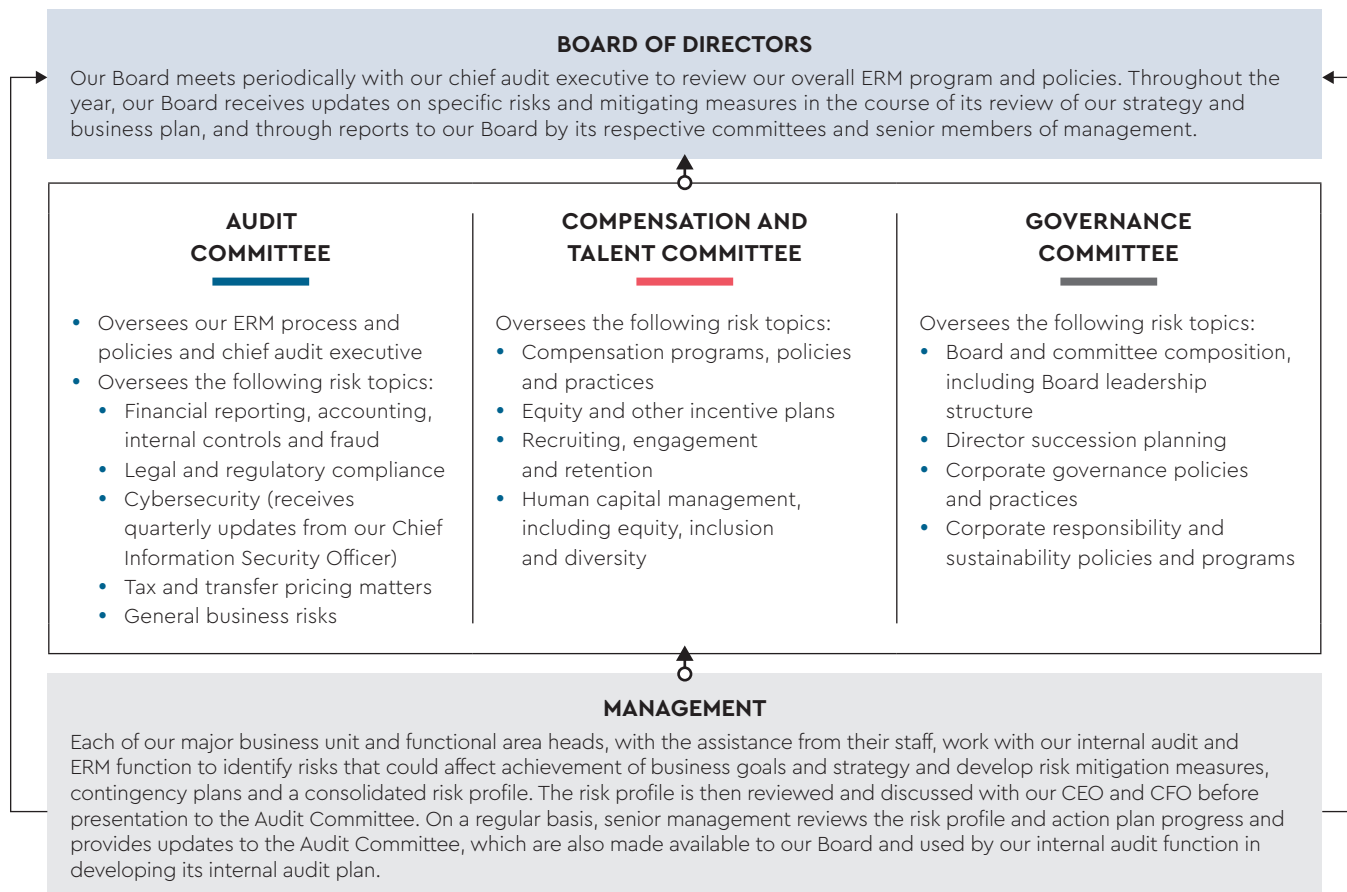 BOARD OF DIRECTORS
Our Board meets periodically with our chief audit executive to review our overall ERM program and policies. Throughout the
year, our Board receives updates on specific risks and mitigating measures in the course of its review of our strategy and
business plan, and through reports to our Board by its respective committees and senior members of management.
AUDIT
COMMITTEE
• Oversees our ERM process and
policies and chief audit executive
• Oversees the following risk topics:
• Financial reporting, accounting,
internal controls and fraud
• Legal and regulatory compliance
• Cybersecurity (receives
quarterly updates from our Chief
Information Security Officer)
• Tax and transfer pricing matters
• General business risks
COMPENSATION AND
TALENT COMMITTEE
Oversees the following risk topics:
• Compensation programs, policies
and practices
• Equity and other incentive plans
• Recruiting, engagement
and retention
• Human capital management,
including equity, inclusion
and diversity
GOVERNANCE
COMMITTEE
Oversees the following risk topics:
• Board and committee composition,
including Board leadership
structure
• Director succession planning
• Corporate governance policies
and practices
• Corporate responsibility and
sustainability policies and programs
MANAGEMENT
Each of our major business unit and functional area heads, with the assistance from their staff, work with our internal audit and
ERM function to identify risks that could affect achievement of business goals and strategy and develop risk mitigation measures,
contingency plans and a consolidated risk profile. The risk profile is then reviewed and discussed with our CEO and CFO before
presentation to the Audit Committee. On a regular basis, senior management reviews the risk profile and action plan progress and
provides updates to the Audit Committee, which are also made available to our Board and used by our internal audit function in
developing its internal audit plan.